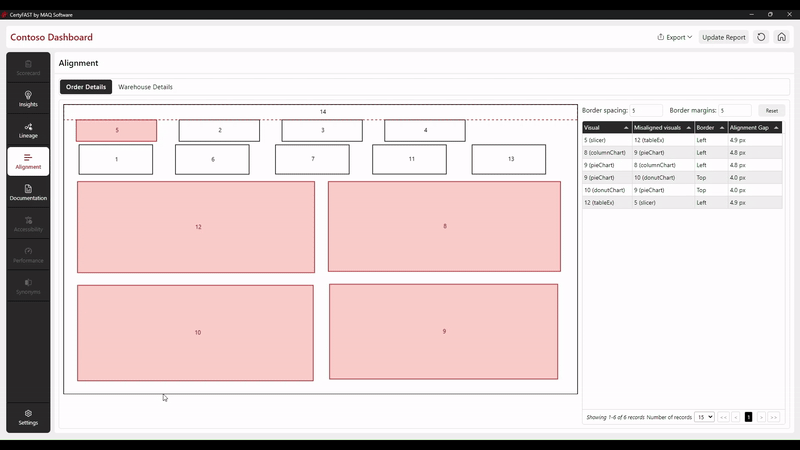 CertyFAST by MAQ Software
Contoso Dashboard
Export
Update Report
Scorecard
Insights
Lineage
Alignment
Documentation
Accessibility
Performance
Synonyms
Settings
Alignment
Order Details Warehouse Details
14
5 2 3 4
1 6 7 11 13
12 8
10 9
Border spacing: 5 Border margins: 5 Reset
Visual Misaligned visuals Border Alignment Gap
5 (slicer) 12 (tableEx) Left 4.9 px
8 (columnChart) 9 (pieChart) Left 4.8 px
9 (pieChart) 8 (columnChart) Left 4.8 px
9 (pieChart) 10 (donutChart) Top 4.0 px
10 (donutChart) 9 (pieChart) Top 4.0 px
12 (tableEx) 5 (slicer) Left 4.9 px
Showing 1-6 of 6 records Number of records 15 << < 1 > >>